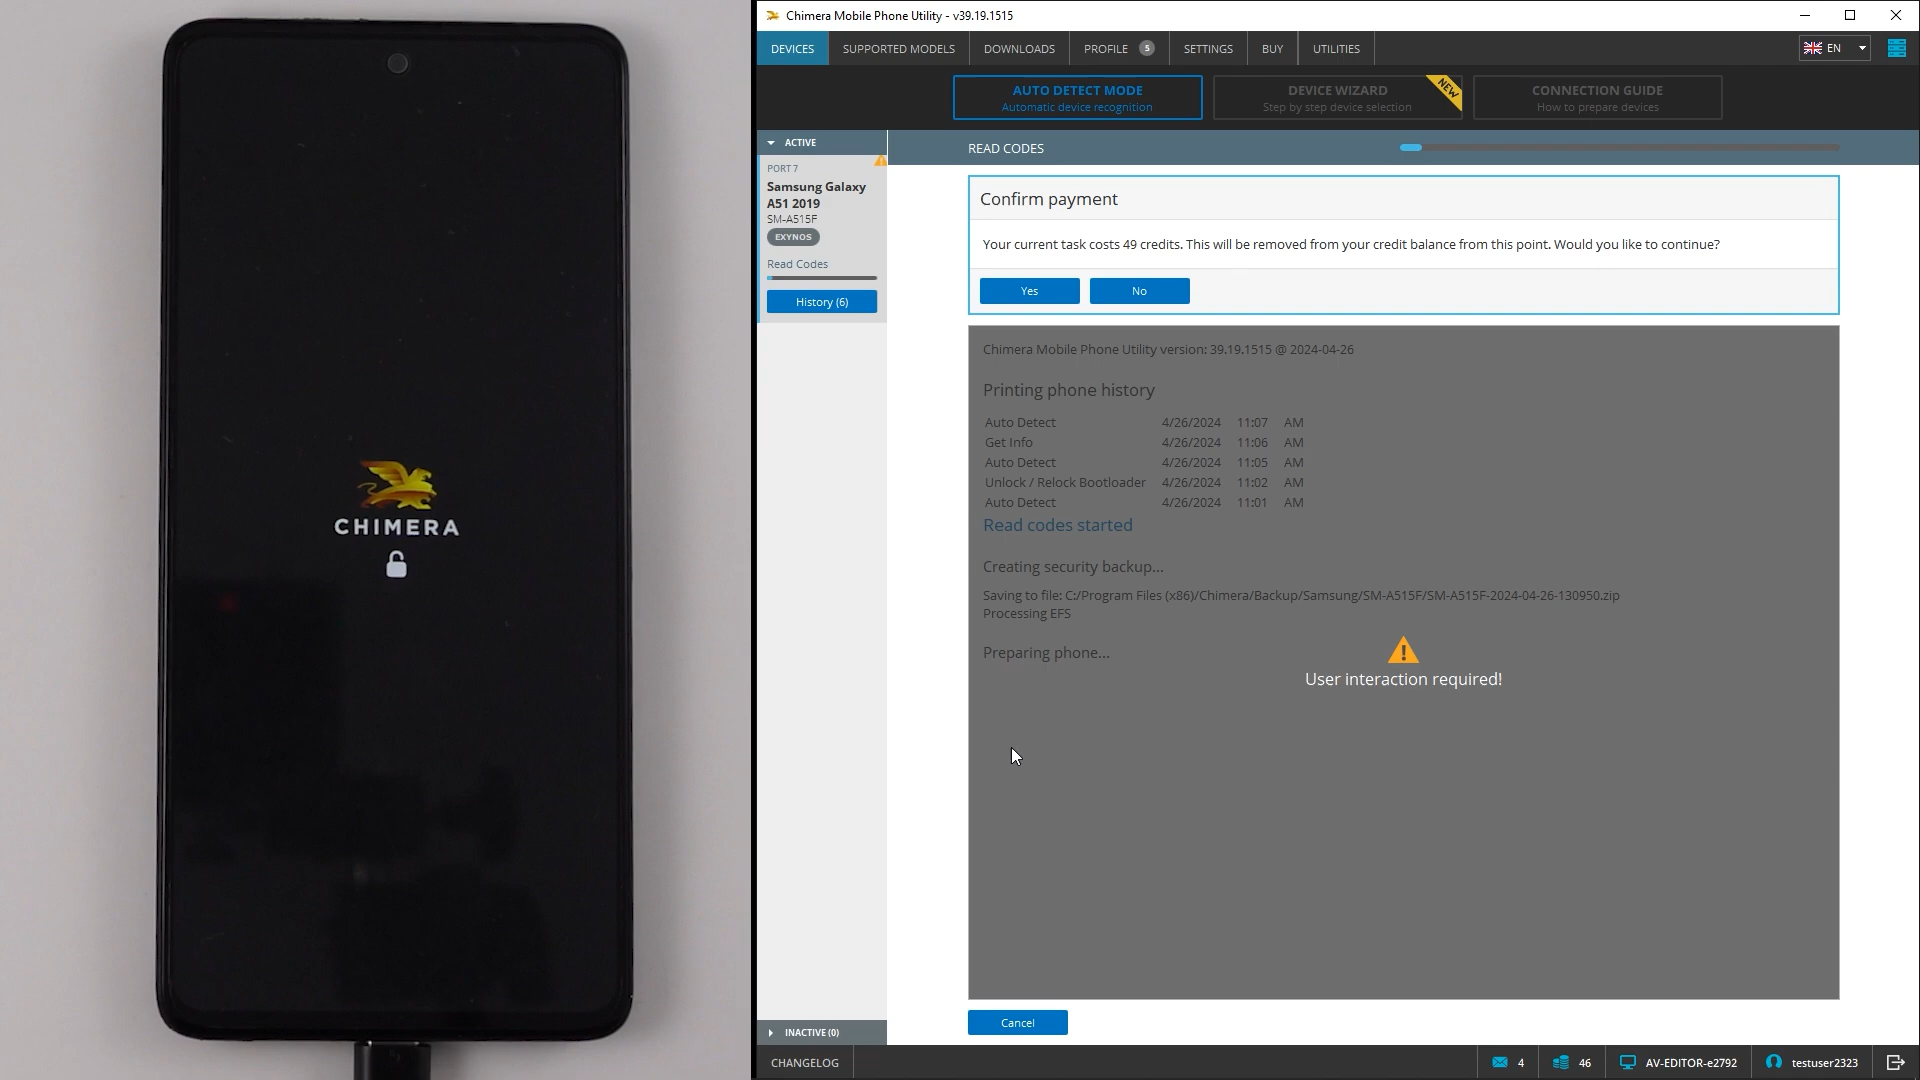 CHIMERA
Chimera Mobile Phone Utility - v39.19.1515
DEVICES
SUPPORTED MODELS
DOWNLOADS
PROFILE
5
SETTINGS
BUY
UTILITIES
EN
AUTO DETECT MODE
Automatic device recognition
DEVICE WIZARD
Step by step device selection
NEW
CONNECTION GUIDE
How to prepare devices
ACTIVE
READ CODES
PORT 7
Samsung Galaxy
A51 2019
SM-A515F
EXYNOS
Read Codes
History (6)
Confirm payment
Your current task costs 49 credits. This will be removed from your credit balance from this point. Would you like to continue?
Yes
No
Chimera Mobile Phone Utility version: 39.19.1515 @ 2024-04-26
Printing phone history
Auto Detect 4/26/2024 11:07 AM
Get Info 4/26/2024 11:06 AM
Auto Detect 4/26/2024 11:05 AM
Unlock / Relock Bootloader 4/26/2024 11:02 AM
Auto Detect 4/26/2024 11:01 AM
Read codes started
Creating security backup...
Saving to file: C:/Program Files (x86)/Chimera/Backup/Samsung/SM-A515F/SM-A515F-2024-04-26-130950.zip
Processing EFS
Preparing phone...
User interaction required!
Cancel
INACTIVE (0)
CHANGELOG
4
46
AV-EDITOR-e2792
testuser2323